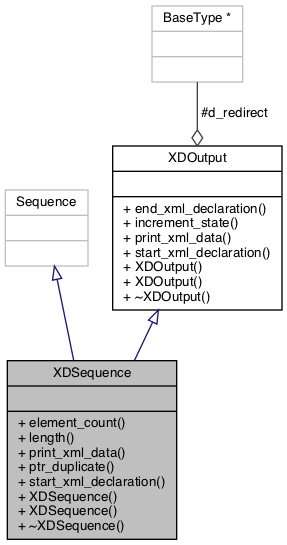 BaseType *
#d_redirect
XDOutput
+ end_xml_declaration()
+ increment_state()
+ print_xml_data()
+ start_xml_declaration()
+ XDOutput()
+ XDOutput()
+ ~XDOutput()
Sequence
XDSequence
+ element_count()
+ length()
+ print_xml_data()
+ ptr_duplicate()
+ start_xml_declaration()
+ XDSequence()
+ XDSequence()
+ ~XDSequence()